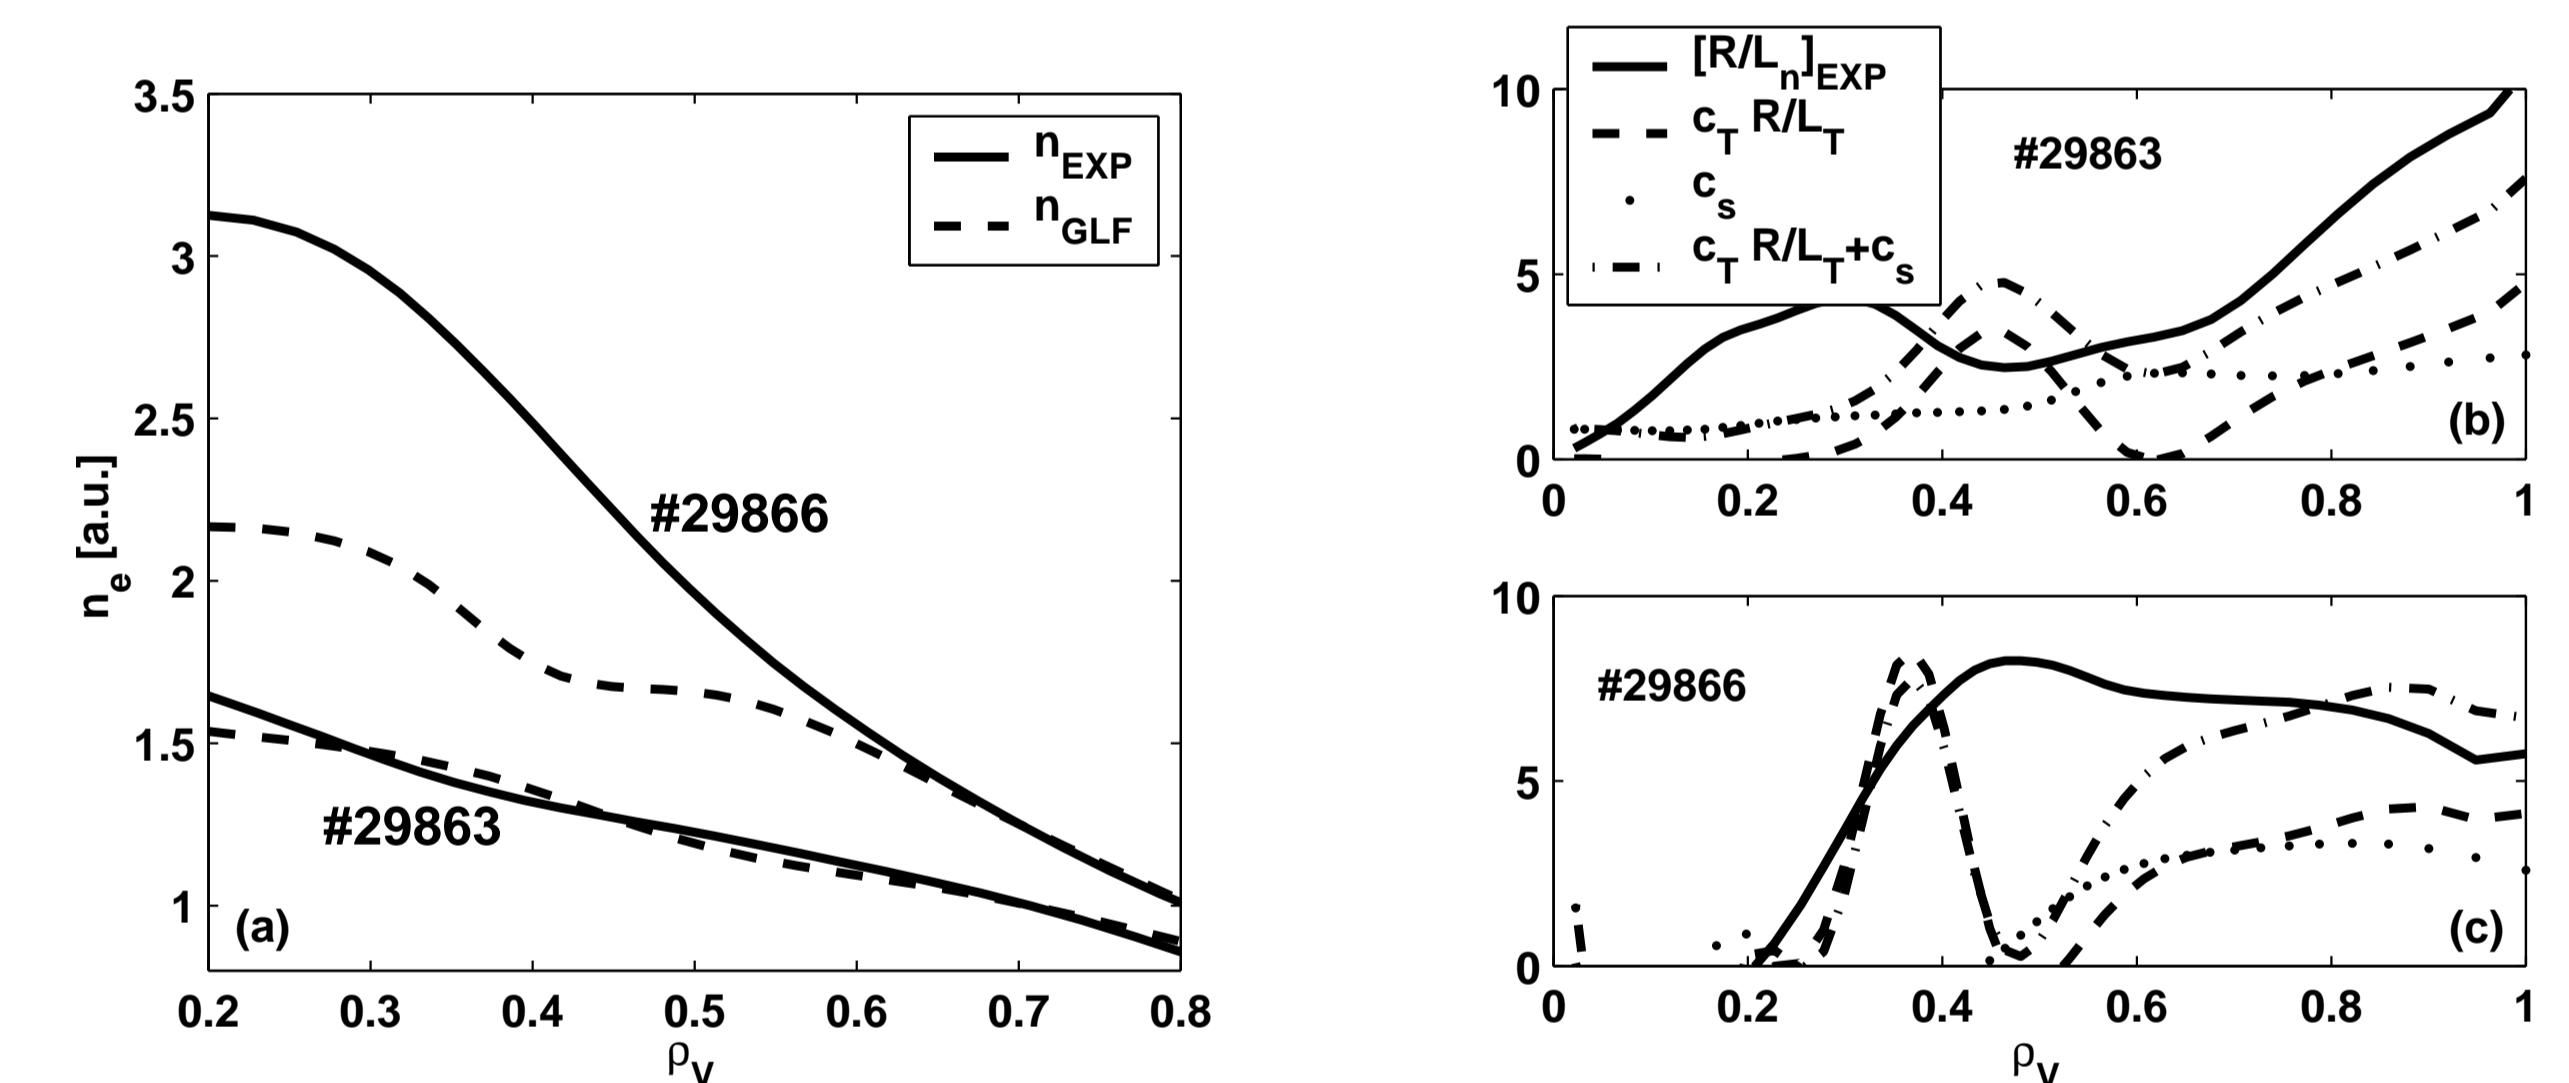 3.5
3
2.5
2
1.5
1
n_e [a.u.]
n_EXP
n_GLF
#29866
#29863
(a)
0.2 0.3 0.4 0.5 0.6 0.7 0.8
ρ_V
[R/L_n]_EXP
c_T R/L_T
c_s
c_T R/L_T+c_s
10
5
0
#29863
(b)
0 0.2 0.4 0.6 0.8 1
10
5
0
#29866
(c)
0 0.2 0.4 0.6 0.8 1
ρ_V